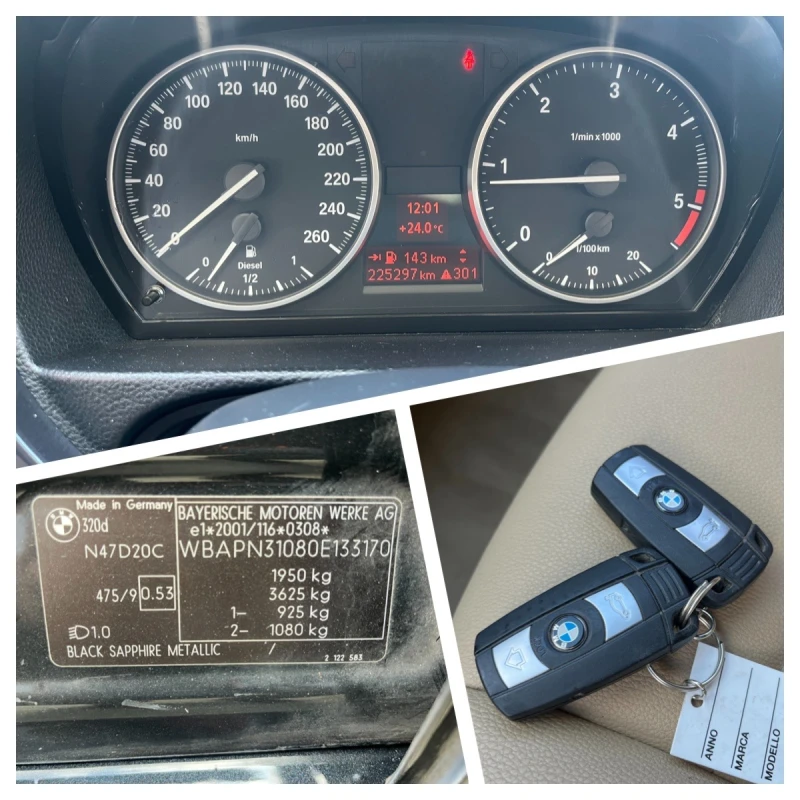 20 40 60 80 100 120 140 160 180 200 220 240 260
km/h
0 1/2 1
Diesel
12:01
+24.0°C
143 km
225297 km 301
0 1 2 3 4 5
1/min x 1000
0 10 20
l/100km
Made in Germany
320d
N47D20C
475/9 0.53
1.0
BLACK SAPPHIRE METALLIC /
BAYERISCHE MOTOREN WERKE AG
e1*2001/116*0308*
WBAPN31080E133170
1950 kg
3625 kg
1– 925 kg
2– 1080 kg
2 122 583
ANNO
MARCA
MODELLO